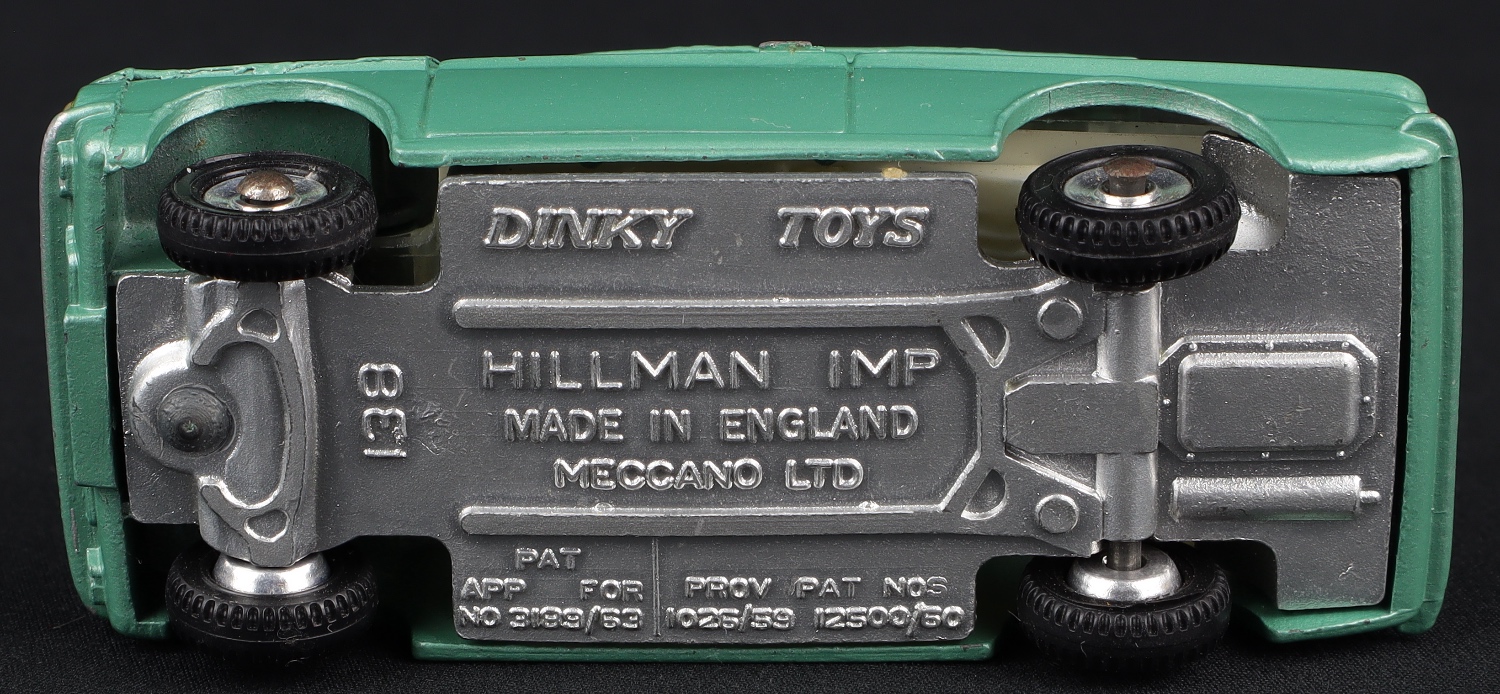 DINKY TOYS
HILLMAN IMP
MADE IN ENGLAND
MECCANO LTD
138
PAT
APP FOR
NO 3199/63
PROV PAT NOS
1026/59 12500/60